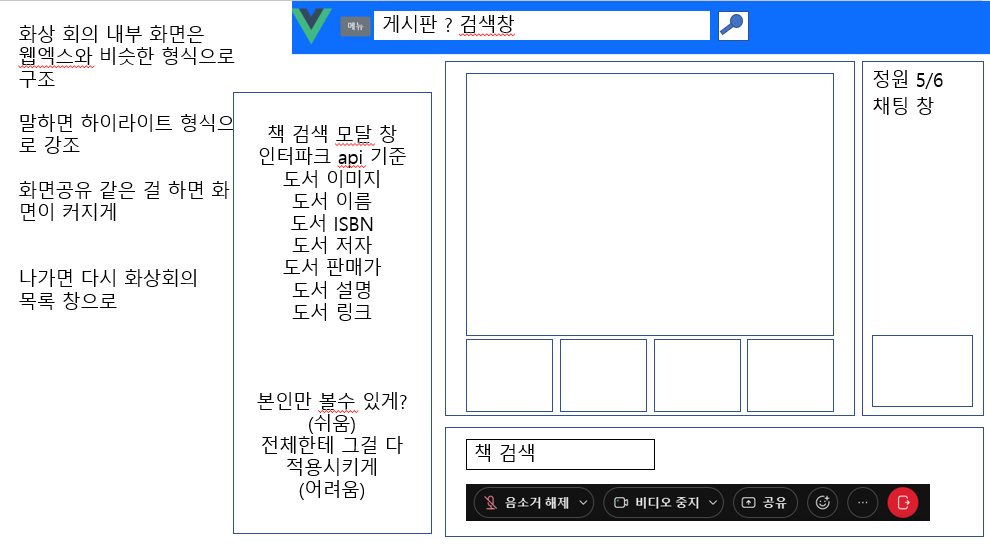 화상 회의 내부 화면은
웹엑스와 비슷한 형식으로
구조
말하면 하이라이트 형식으
로 강조
화면공유 같은 걸 하면 화
면이 커지게
나가면 다시 화상회의
목록 창으로
메뉴
게시판 ? 검색창
책 검색 모달 창
인터파크 api 기준
도서 이미지
도서 이름
도서 ISBN
도서 저자
도서 판매가
도서 설명
도서 링크
본인만 볼수 있게?
(쉬움)
전체한테 그걸 다
적용시키게
(어려움)
정원 5/6
채팅 창
책 검색
음소거 해제
비디오 중지
공유